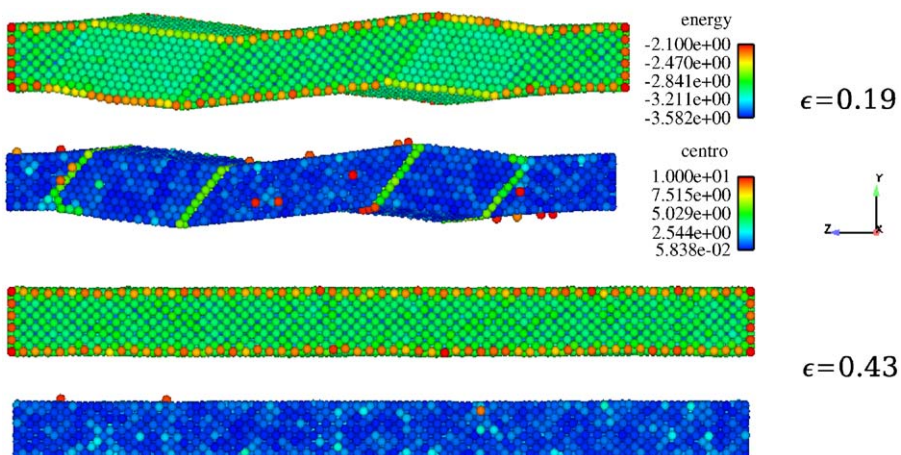 energy
-2.100e+00
-2.470e+00
-2.841e+00
-3.211e+00
-3.582e+00
ϵ=0.19
centro
1.000e+01
7.515e+00
5.029e+00
2.544e+00
5.838e-02
Y
Z
X
ϵ=0.43